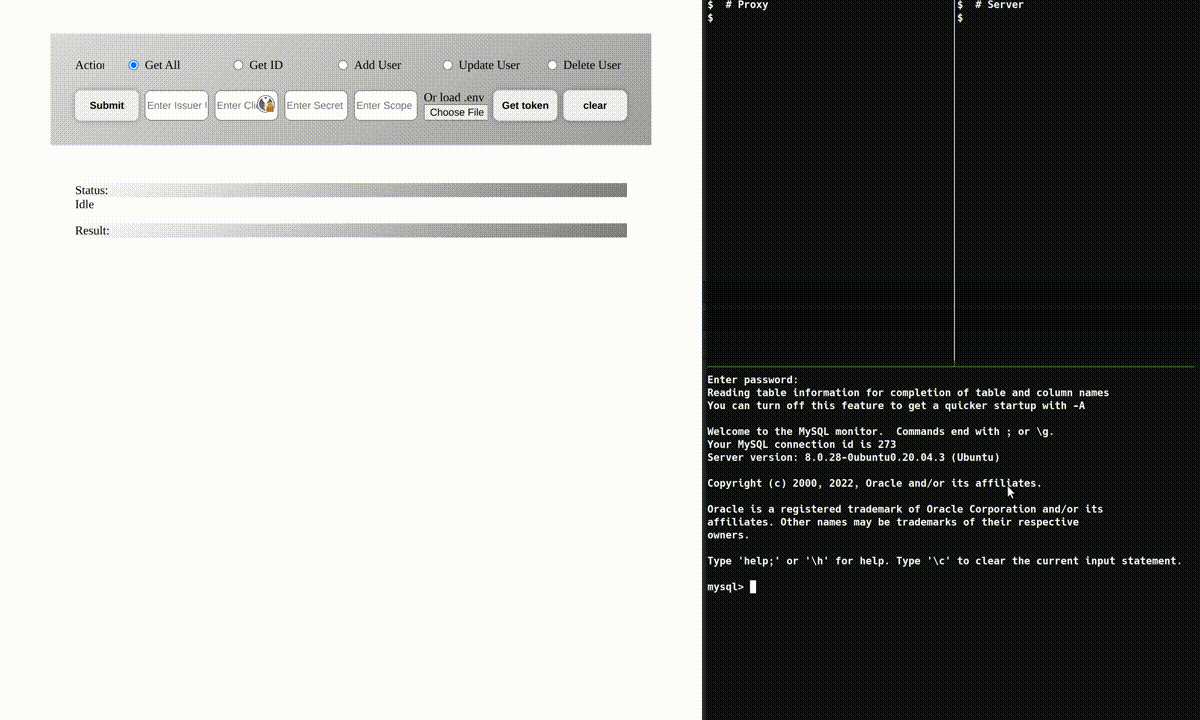 Action Get All Get ID Add User Update User Delete User
Submit Enter Issuer Enter Cli Enter Secret Enter Scope Or load .env Choose File Get token clear
Status:
Idle
Result:
$ # Proxy
$
$ # Server
$
Enter password:
Reading table information for completion of table and column names
You can turn off this feature to get a quicker startup with -A
Welcome to the MySQL monitor.  Commands end with ; or \g.
Your MySQL connection id is 273
Server version: 8.0.28-0ubuntu0.20.04.3 (Ubuntu)
Copyright (c) 2000, 2022, Oracle and/or its affiliates.
Oracle is a registered trademark of Oracle Corporation and/or its
affiliates. Other names may be trademarks of their respective
owners.
Type 'help;' or '\h' for help. Type '\c' to clear the current input statement.
mysql>